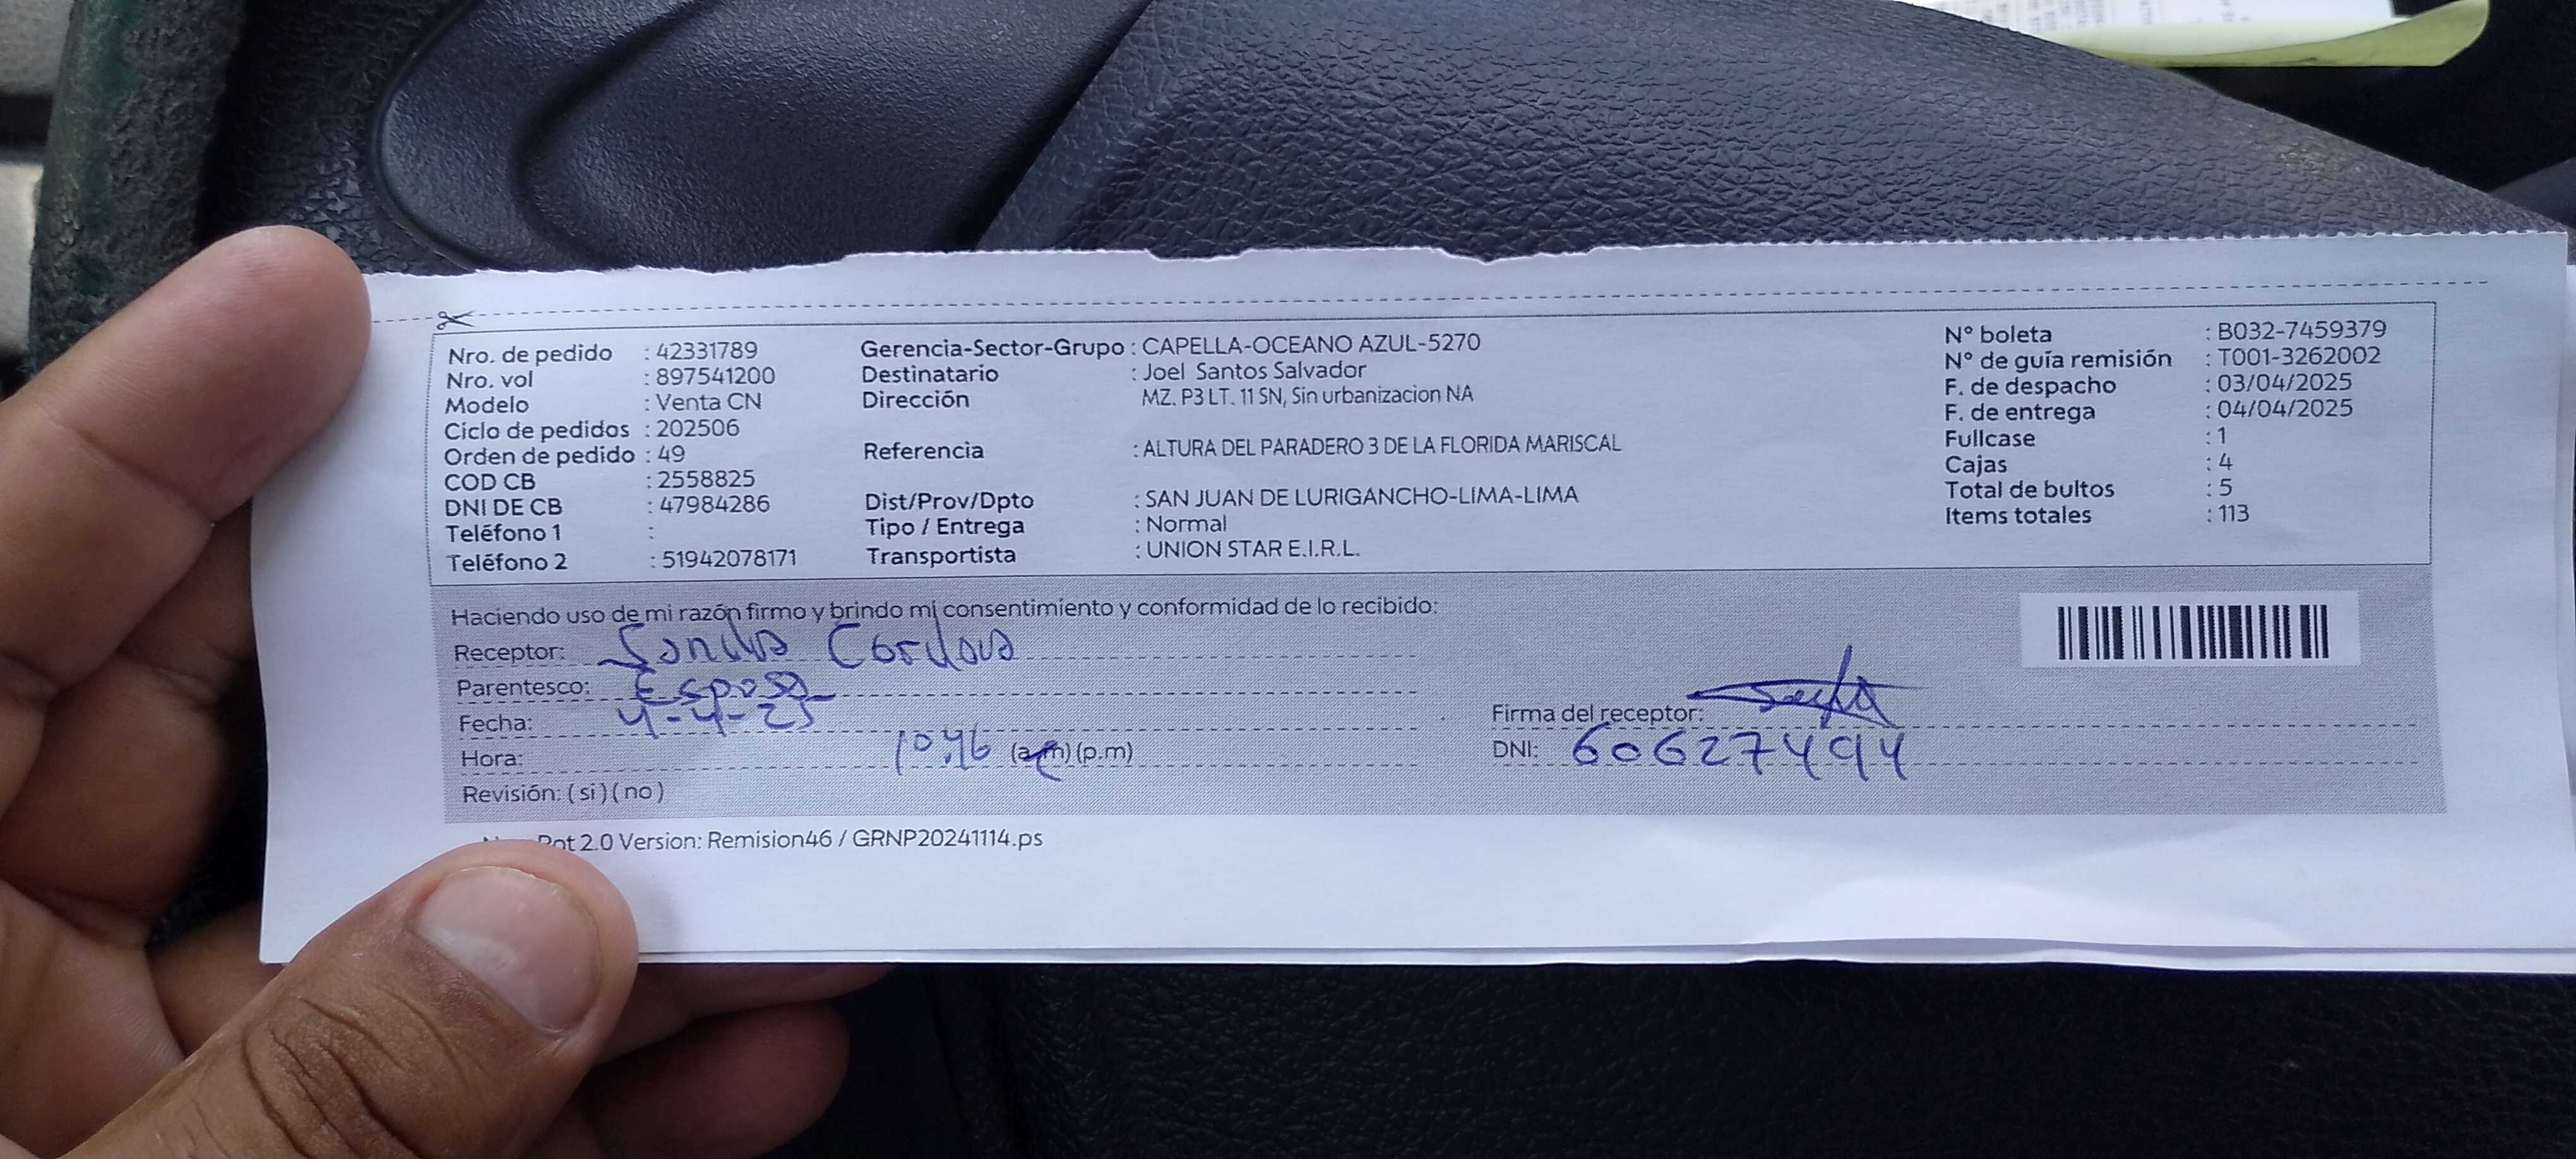 Nro. de pedido : 42331789
Nro. vol : 897541200
Modelo : Venta CN
Ciclo de pedidos : 202506
Orden de pedido : 49
COD CB : 2558825
DNI DE CB : 47984286
Teléfono 1 :
Teléfono 2 : 51942078171
Gerencia-Sector-Grupo : CAPELLA-OCEANO AZUL-5270
Destinatario : Joel Santos Salvador
Dirección MZ. P3 LT. 11 SN, Sin urbanizacion NA
Referencia : ALTURA DEL PARADERO 3 DE LA FLORIDA MARISCAL
Dist/Prov/Dpto : SAN JUAN DE LURIGANCHO-LIMA-LIMA
Tipo / Entrega : Normal
Transportista : UNION STAR E.I.R.L.
N° boleta : B032-7459379
N° de guía remisión : T001-3262002
F. de despacho : 03/04/2025
F. de entrega : 04/04/2025
Fullcase : 1
Cajas : 4
Total de bultos : 5
Items totales : 113
Haciendo uso de mi razón firmo y brindo mi consentimiento y conformidad de lo recibido:
Receptor: Sandra Cordova
Parentesco: Esposa
Fecha: 4-4-25
Hora: 10:46 (a.m) (p.m)
Revisión: ( si ) ( no )
Firma del receptor:
DNI: 60627494
2.0 Version: Remision46 / GRNP20241114.ps